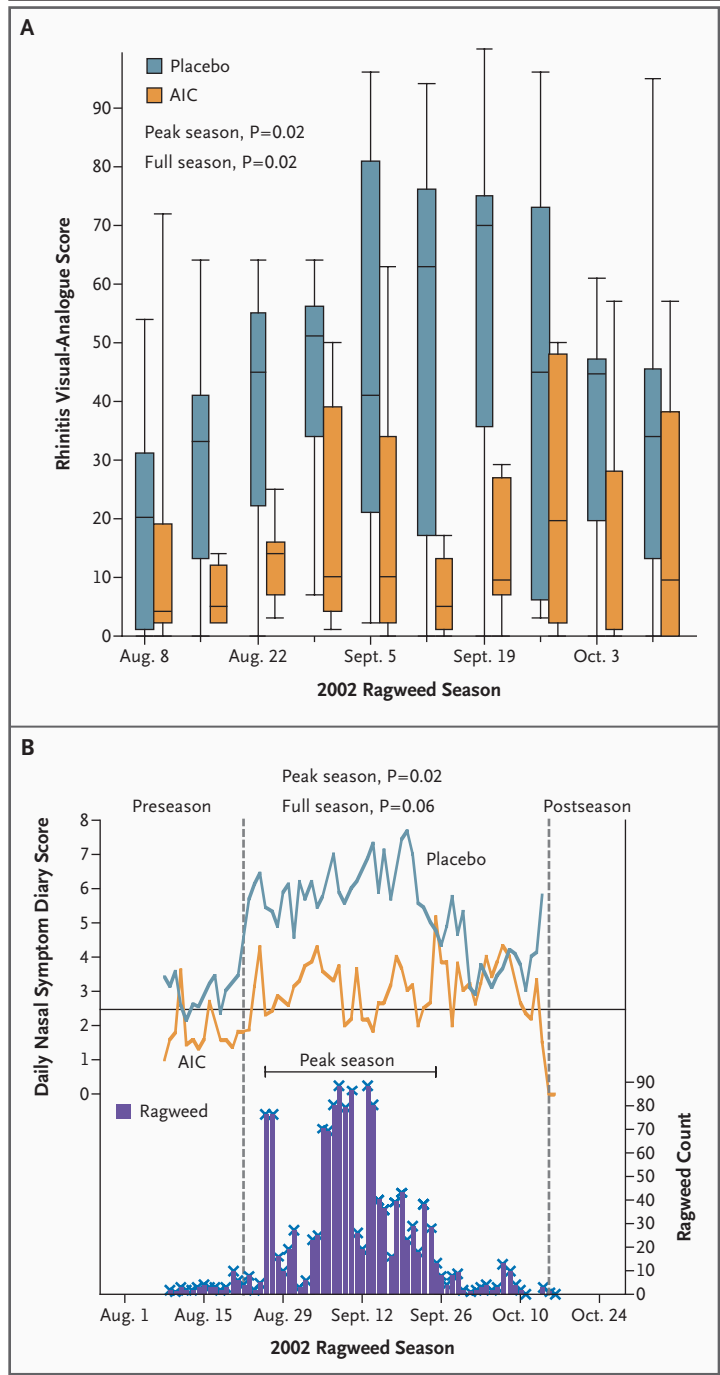 A
Placebo
AIC
Peak season, P=0.02
Full season, P=0.02
Rhinitis Visual-Analogue Score
90
80
70
60
50
40
30
20
10
0
Aug. 8
Aug. 22
Sept. 5
Sept. 19
Oct. 3
2002 Ragweed Season
B
Peak season, P=0.02
Preseason
Full season, P=0.06
Postseason
Daily Nasal Symptom Diary Score
8
7
6
5
4
3
2
1
0
Placebo
AIC
Peak season
Ragweed
90
80
70
60
50
40
30
20
10
0
Ragweed Count
Aug. 1
Aug. 15
Aug. 29
Sept. 12
Sept. 26
Oct. 10
Oct. 24
2002 Ragweed Season